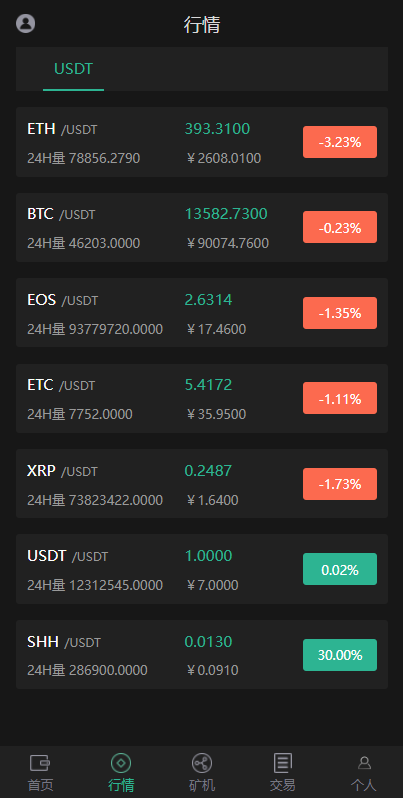 行情
USDT
ETH /USDT 393.3100 -3.23%
24H量 78856.2790 ￥2608.0100
BTC /USDT 13582.7300 -0.23%
24H量 46203.0000 ￥90074.7600
EOS /USDT 2.6314 -1.35%
24H量 93779720.0000 ￥17.4600
ETC /USDT 5.4172 -1.11%
24H量 7752.0000 ￥35.9500
XRP /USDT 0.2487 -1.73%
24H量 73823422.0000 ￥1.6400
USDT /USDT 1.0000 0.02%
24H量 12312545.0000 ￥7.0000
SHH /USDT 0.0130 30.00%
24H量 286900.0000 ￥0.0910
首页 行情 矿机 交易 个人